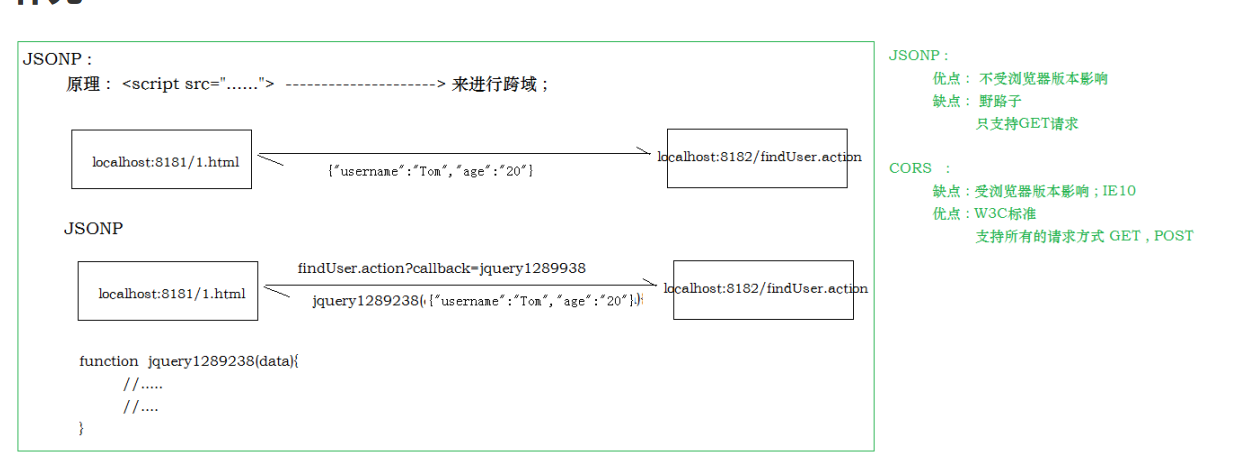 JSONP：
原理： <script src="......"> --------------------> 来进行跨域；
localhost:8181/1.html
localhost:8182/findUser.action
{"username":"Tom","age":"20"}
JSONP
findUser.action?callback=jquery1289938
localhost:8181/1.html
localhost:8182/findUser.action
jquery1289238({"username":"Tom","age":"20"});
function jquery1289238(data){
//.....
//....
}
JSONP：
优点： 不受浏览器版本影响
缺点： 野路子
只支持GET请求
CORS ：
缺点：受浏览器版本影响；IE10
优点：W3C标准
支持所有的请求方式 GET，POST